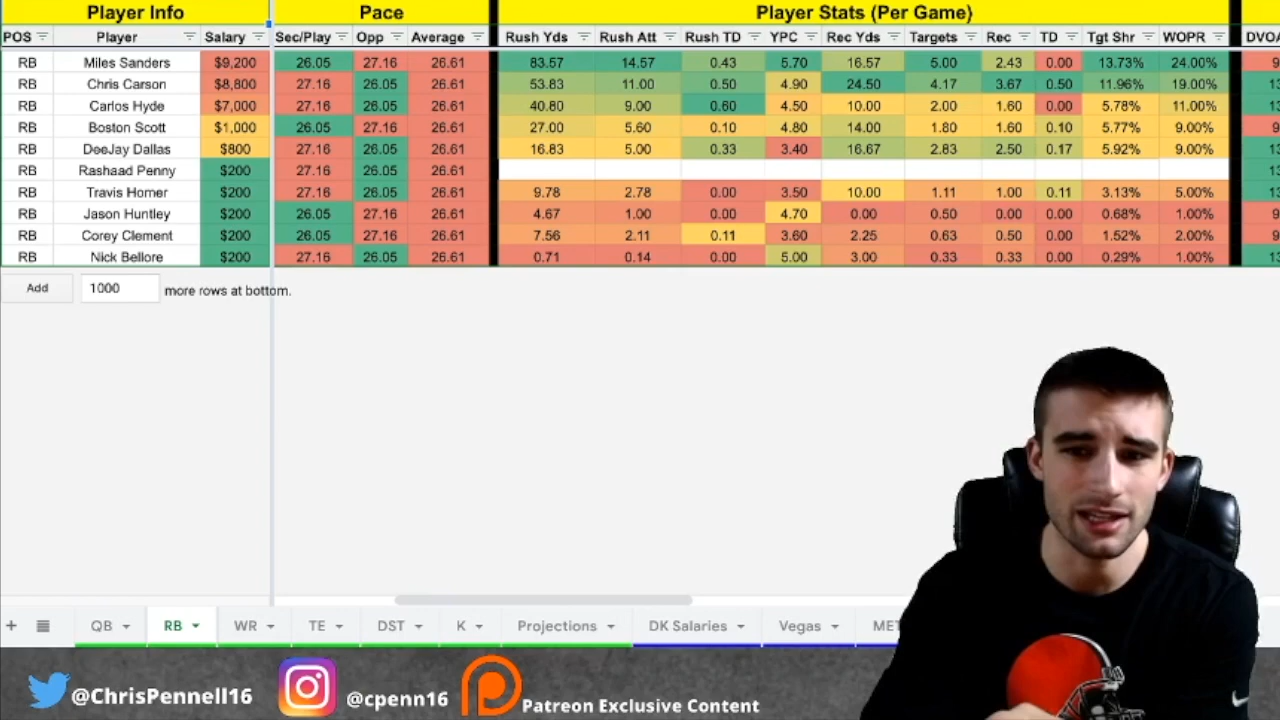 Player Info Pace Player Stats (Per Game)
POS Player Salary Sec/Play Opp Average Rush Yds Rush Att Rush TD YPC Rec Yds Targets Rec TD Tgt Shr WOPR DVOA
RB Miles Sanders $9,200 26.05 27.16 26.61 83.57 14.57 0.43 5.70 16.57 5.00 2.43 0.00 13.73% 24.00% 9
RB Chris Carson $8,800 27.16 26.05 26.61 53.83 11.00 0.50 4.90 24.50 4.17 3.67 0.50 11.96% 19.00% 13
RB Carlos Hyde $7,000 27.16 26.05 26.61 40.80 9.00 0.60 4.50 10.00 2.00 1.60 0.00 5.78% 11.00% 13
RB Boston Scott $1,000 26.05 27.16 26.61 27.00 5.60 0.10 4.80 14.00 1.80 1.60 0.10 5.77% 9.00% 9
RB DeeJay Dallas $800 27.16 26.05 26.61 16.83 5.00 0.33 3.40 16.67 2.83 2.50 0.17 5.92% 9.00% 13
RB Rashaad Penny $200 27.16 26.05 26.61 13
RB Travis Homer $200 27.16 26.05 26.61 9.78 2.78 0.00 3.50 10.00 1.11 1.00 0.11 3.13% 5.00% 13
RB Jason Huntley $200 26.05 27.16 26.61 4.67 1.00 0.00 4.70 0.00 0.50 0.00 0.00 0.68% 1.00% 9
RB Corey Clement $200 26.05 27.16 26.61 7.56 2.11 0.11 3.60 2.25 0.63 0.50 0.00 1.52% 2.00% 9
RB Nick Bellore $200 27.16 26.05 26.61 0.71 0.14 0.00 5.00 3.00 0.33 0.33 0.00 0.29% 1.00% 13
Add 1000 more rows at bottom.
QB RB WR TE DST K Projections DK Salaries Vegas MET
@ChrisPennell16 @cpenn16 Patreon Exclusive Content